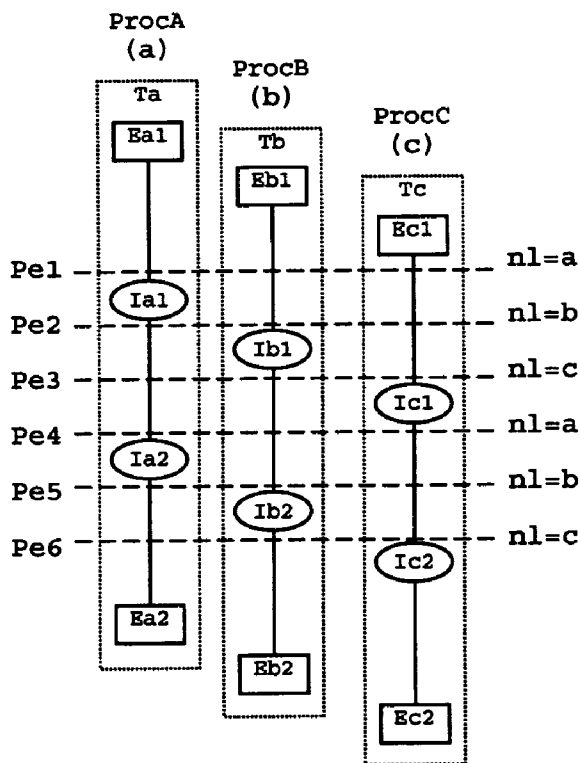 ProcA
(a)
ProcB
(b)
ProcC
(c)
Ta
Tb
Tc
Ea1
Eb1
Ec1
Pe1 nl=a
Ia1
Pe2 nl=b
Ib1
Pe3 nl=c
Ic1
Pe4 nl=a
Ia2
Pe5 nl=b
Ib2
Pe6 nl=c
Ic2
Ea2
Eb2
Ec2